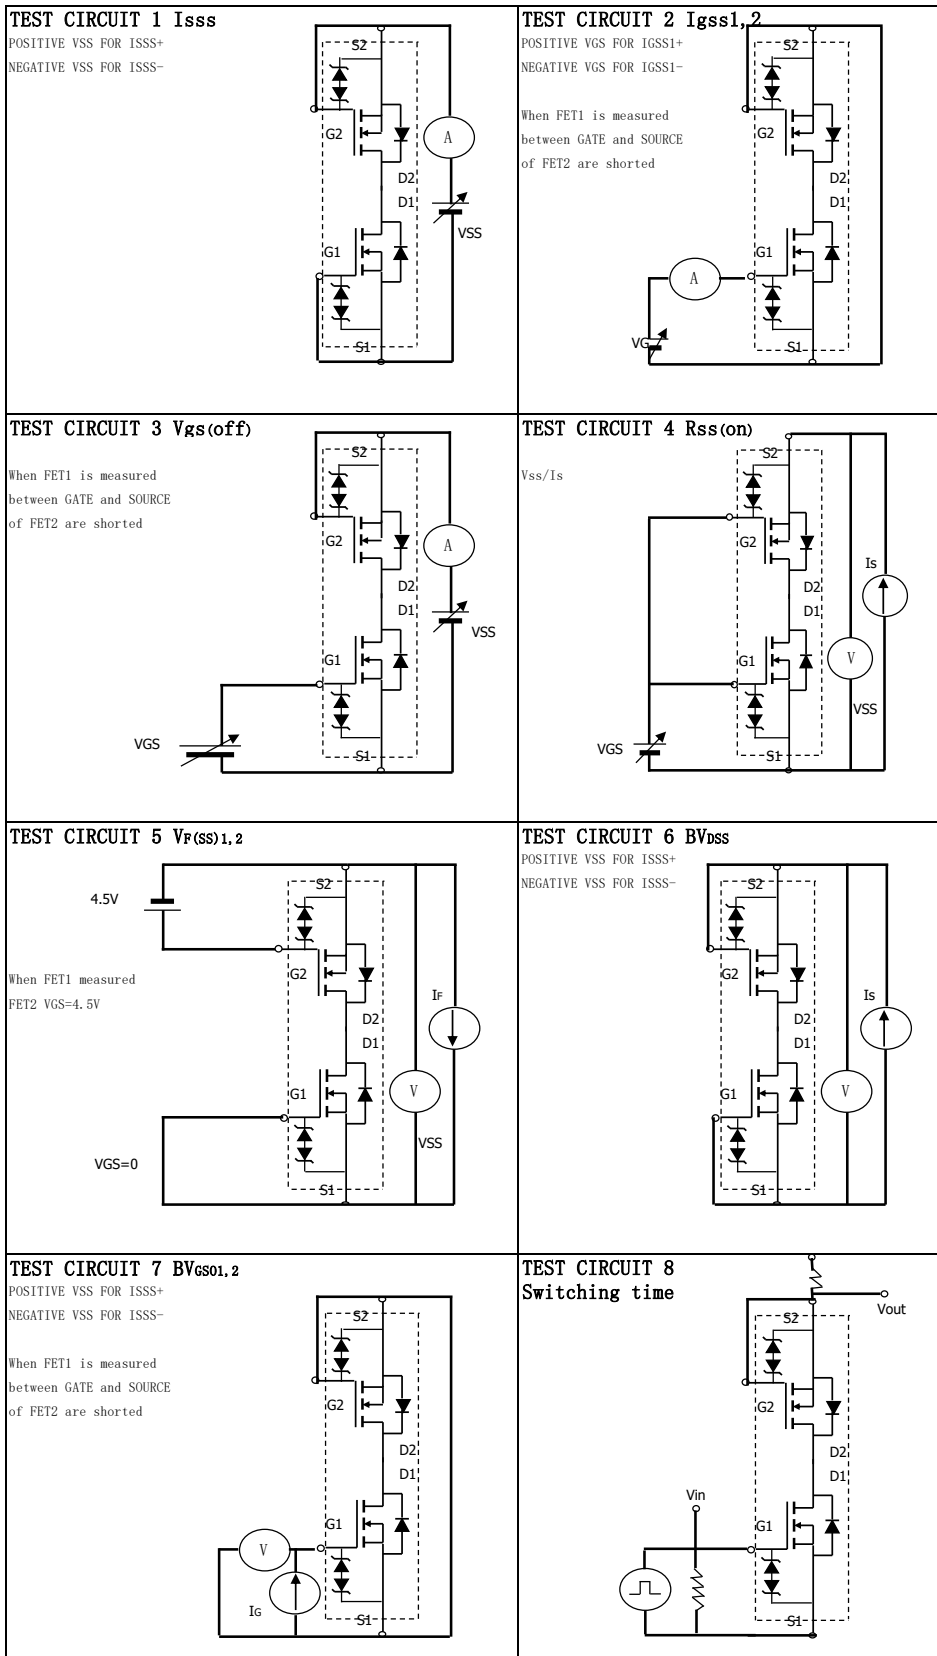 TEST CIRCUIT 1 Isss
POSITIVE VSS FOR ISSS+
NEGATIVE VSS FOR ISSS-
S2
G2
A
D2
D1
VSS
G1
S1
TEST CIRCUIT 2 Igss1,2
POSITIVE VGS FOR IGSS1+
NEGATIVE VGS FOR IGSS1-
When FET1 is measured
between GATE and SOURCE
of FET2 are shorted
S2
G2
D2
D1
G1
A
VG
S1
TEST CIRCUIT 3 Vgs(off)
When FET1 is measured
between GATE and SOURCE
of FET2 are shorted
S2
G2
A
D2
D1
VSS
G1
VGS
S1
TEST CIRCUIT 4 Rss(on)
Vss/Is
S2
G2
Is
D2
D1
G1
V
VSS
VGS
S1
TEST CIRCUIT 5 VF(SS)1,2
4.5V
When FET1 measured
FET2 VGS=4.5V
S2
G2
IF
D2
D1
G1
V
VSS
VGS=0
S1
TEST CIRCUIT 6 BVDSS
POSITIVE VSS FOR ISSS+
NEGATIVE VSS FOR ISSS-
S2
G2
Is
D2
D1
G1
V
S1
TEST CIRCUIT 7 BVGSO1,2
POSITIVE VSS FOR ISSS+
NEGATIVE VSS FOR ISSS-
When FET1 is measured
between GATE and SOURCE
of FET2 are shorted
S2
G2
D2
D1
G1
V
IG
S1
TEST CIRCUIT 8
Switching time
Vout
S2
G2
D2
D1
Vin
G1
S1